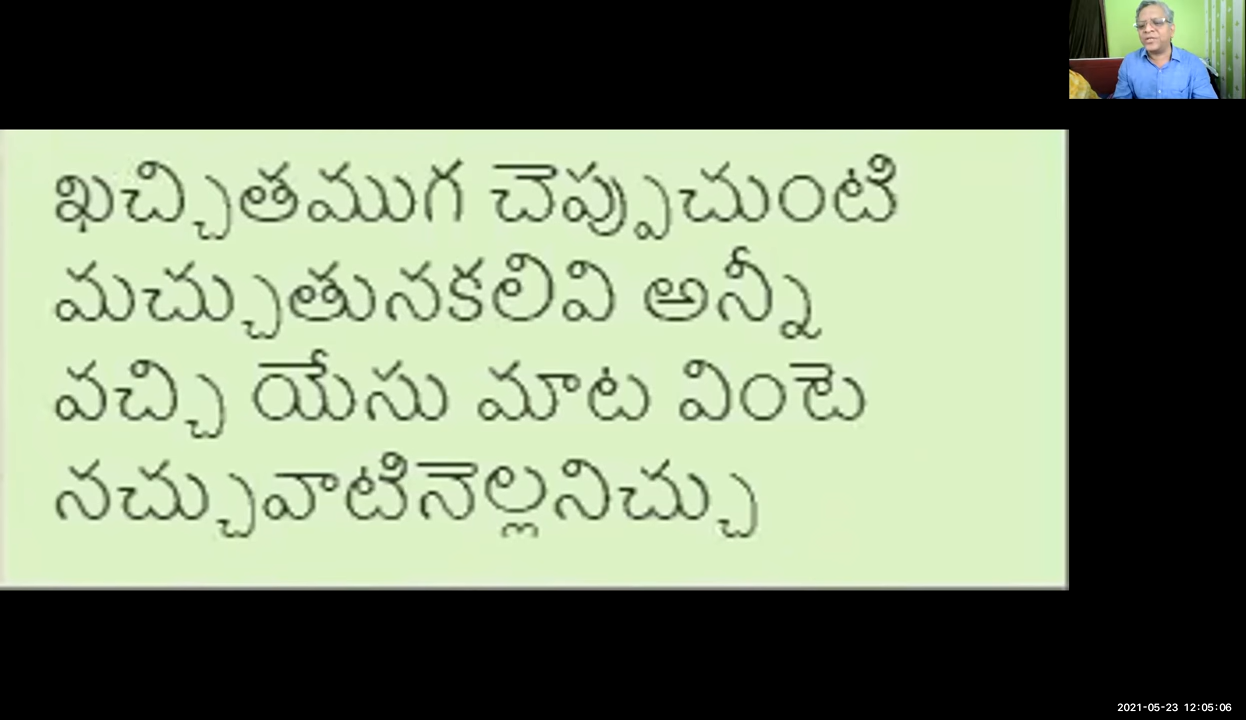 ఖచ్చితముగ చెప్పుచుంటి
మచ్చుతునకలివి అన్నీ
వచ్చి యేసు మాట వింటె
నచ్చువాటినెల్లనిచ్చు
2021-05-23 12:05:06